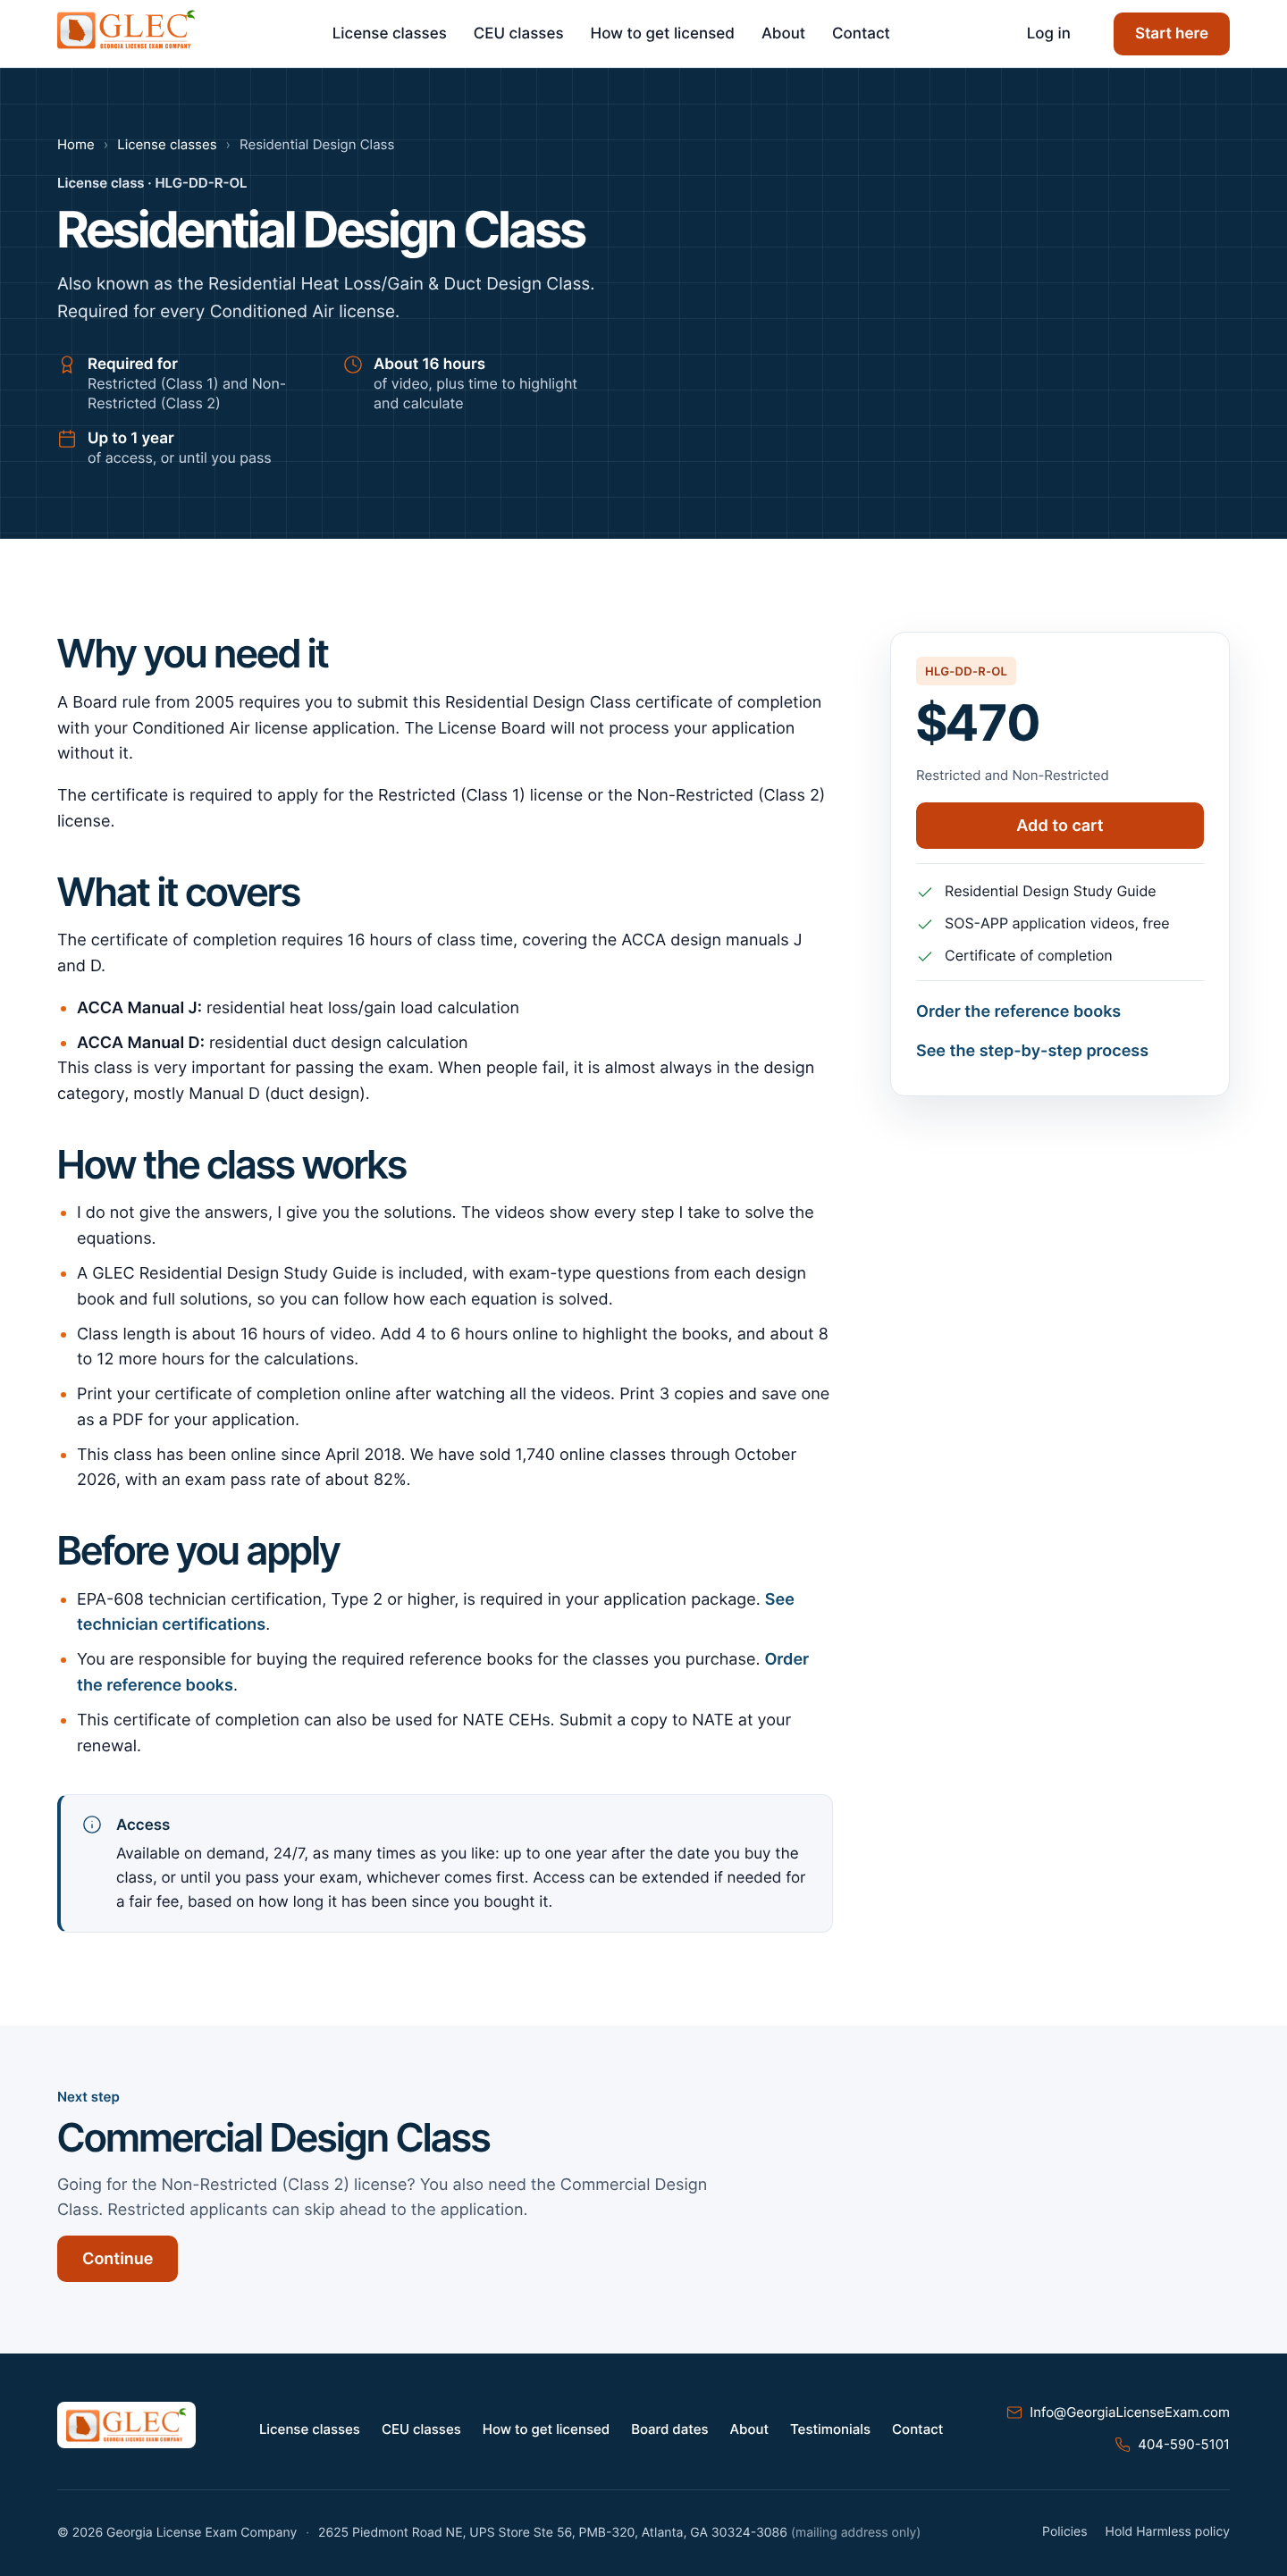 GLEC
GEORGIA LICENSE EXAM COMPANY
License classes
CEU classes
How to get licensed
About
Contact
Log in
Start here
Home › License classes › Residential Design Class
License class · HLG-DD-R-OL
Residential Design Class
Also known as the Residential Heat Loss/Gain & Duct Design Class.
Required for every Conditioned Air license.
Required for
Restricted (Class 1) and Non-
Restricted (Class 2)
About 16 hours
of video, plus time to highlight
and calculate
Up to 1 year
of access, or until you pass
Why you need it
A Board rule from 2005 requires you to submit this Residential Design Class certificate of completion
with your Conditioned Air license application. The License Board will not process your application
without it.
The certificate is required to apply for the Restricted (Class 1) license or the Non-Restricted (Class 2)
license.
What it covers
The certificate of completion requires 16 hours of class time, covering the ACCA design manuals J
and D.
• ACCA Manual J: residential heat loss/gain load calculation
• ACCA Manual D: residential duct design calculation
This class is very important for passing the exam. When people fail, it is almost always in the design
category, mostly Manual D (duct design).
How the class works
• I do not give the answers, I give you the solutions. The videos show every step I take to solve the
equations.
• A GLEC Residential Design Study Guide is included, with exam-type questions from each design
book and full solutions, so you can follow how each equation is solved.
• Class length is about 16 hours of video. Add 4 to 6 hours online to highlight the books, and about 8
to 12 more hours for the calculations.
• Print your certificate of completion online after watching all the videos. Print 3 copies and save one
as a PDF for your application.
• This class has been online since April 2018. We have sold 1,740 online classes through October
2026, with an exam pass rate of about 82%.
Before you apply
• EPA-608 technician certification, Type 2 or higher, is required in your application package. See
technician certifications.
• You are responsible for buying the required reference books for the classes you purchase. Order
the reference books.
• This certificate of completion can also be used for NATE CEHs. Submit a copy to NATE at your
renewal.
Access
Available on demand, 24/7, as many times as you like: up to one year after the date you buy the
class, or until you pass your exam, whichever comes first. Access can be extended if needed for
a fair fee, based on how long it has been since you bought it.
HLG-DD-R-OL
$470
Restricted and Non-Restricted
Add to cart
Residential Design Study Guide
SOS-APP application videos, free
Certificate of completion
Order the reference books
See the step-by-step process
Next step
Commercial Design Class
Going for the Non-Restricted (Class 2) license? You also need the Commercial Design
Class. Restricted applicants can skip ahead to the application.
Continue
GLEC
GEORGIA LICENSE EXAM COMPANY
License classes
CEU classes
How to get licensed
Board dates
About
Testimonials
Contact
Info@GeorgiaLicenseExam.com
404-590-5101
© 2026 Georgia License Exam Company · 2625 Piedmont Road NE, UPS Store Ste 56, PMB-320, Atlanta, GA 30324-3086 (mailing address only)
Policies
Hold Harmless policy